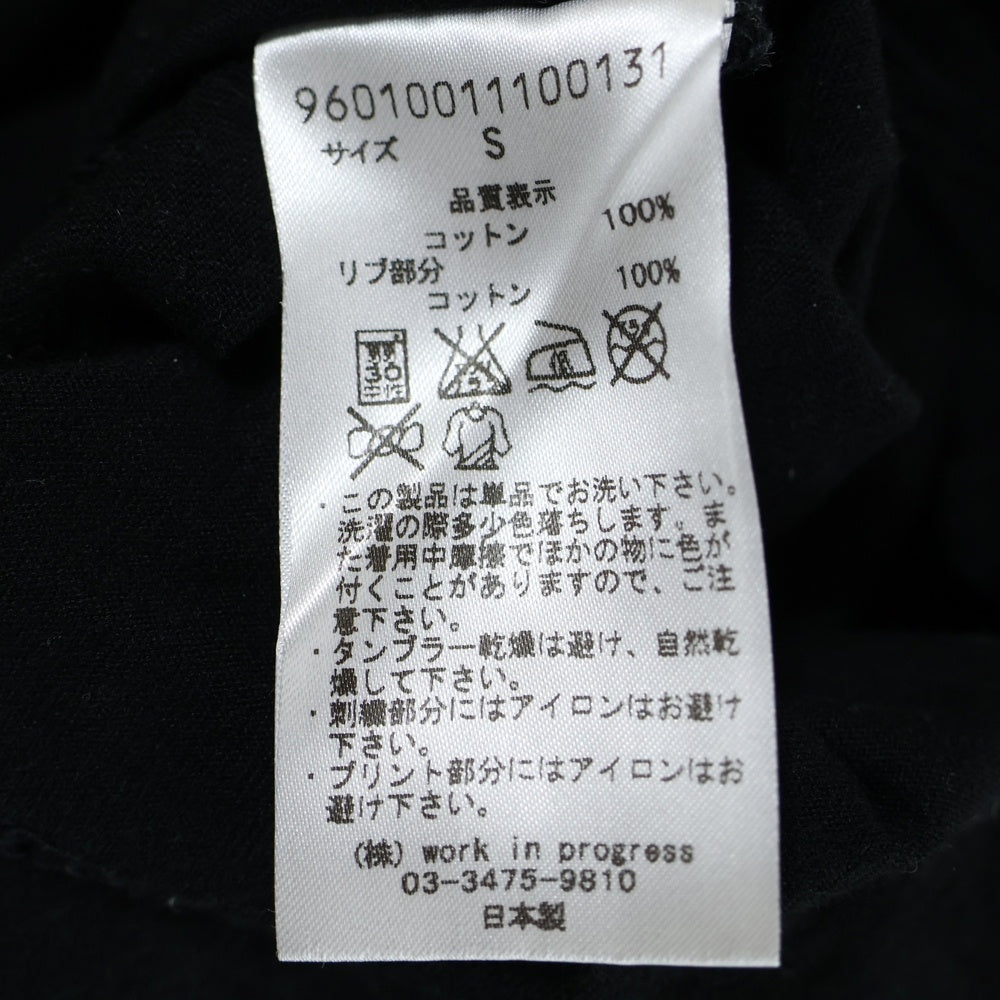 96010011100131
サイズ S
品質表示
コットン 100%
リブ部分
コットン 100%
弱
30
中性
・この製品は単品でお洗い下さい。
洗濯の際多少色落ちします。ま
た着用中摩擦でほかの物に色が
付くことがありますので、ご注
意下さい。
・タンブラー乾燥は避け、自然乾
燥して下さい。
・刺繍部分にはアイロンはお避け
下さい。
・プリント部分にはアイロンはお
避け下さい。
(株) work in progress
03-3475-9810
日本製